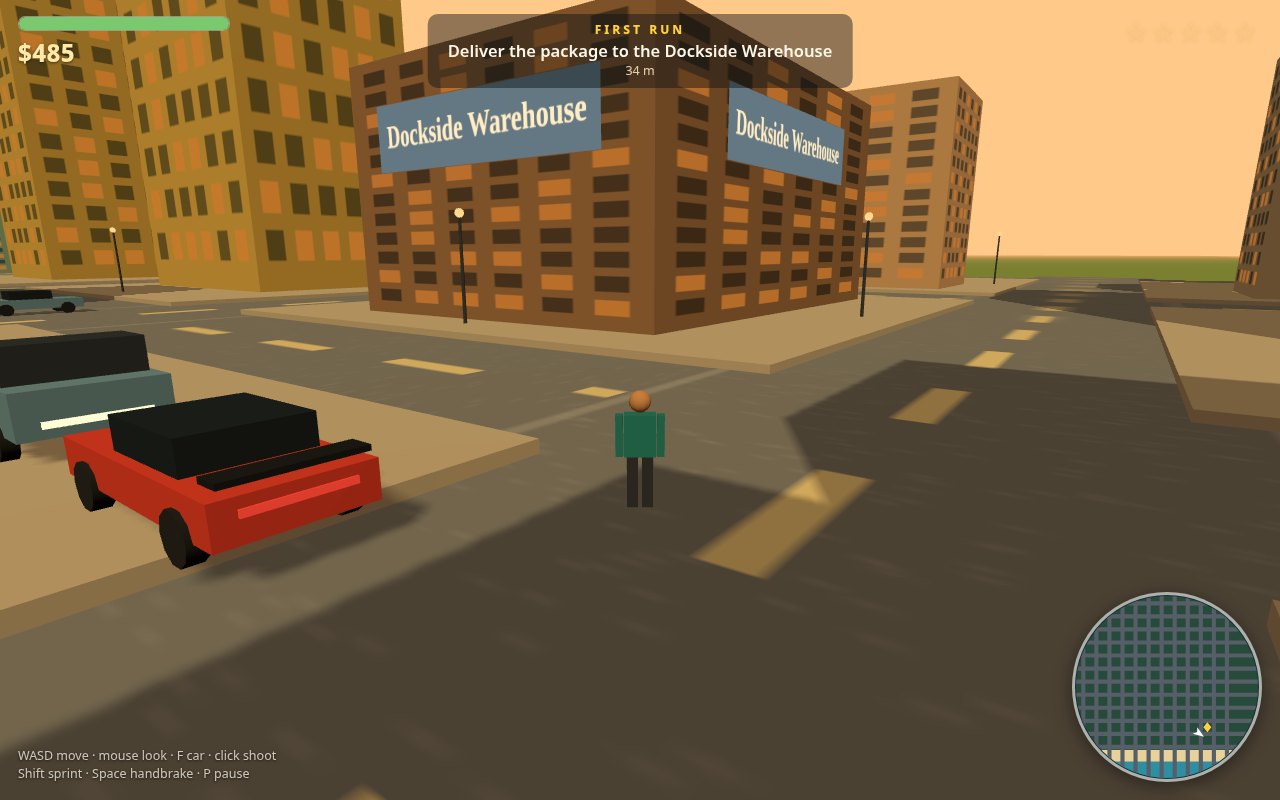 FIRST RUN
Deliver the package to the Dockside Warehouse
34 m
$485
Dockside Warehouse
Dockside Warehouse
WASD move · mouse look · F car · click shoot
Shift sprint · Space handbrake · P pause